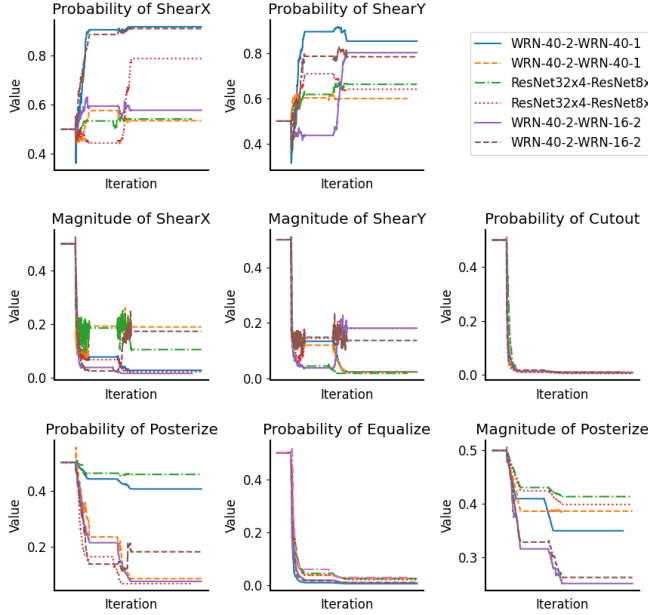 Probability of ShearX
Probability of ShearY
Value
0.8
0.6
0.4
Iteration
Value
0.8
0.6
0.4
Iteration
WRN-40-2-WRN-40-1
WRN-40-2-WRN-40-1
ResNet32x4-ResNet8x
ResNet32x4-ResNet8x
WRN-40-2-WRN-16-2
WRN-40-2-WRN-16-2
Magnitude of ShearX
Magnitude of ShearY
Probability of Cutout
Value
0.4
0.2
0.0
Iteration
Value
0.4
0.2
0.0
Iteration
Value
0.4
0.2
0.0
Iteration
Probability of Posterize
Probability of Equalize
Magnitude of Posterize
Value
0.4
0.2
Iteration
Value
0.4
0.2
0.0
Iteration
Value
0.5
0.4
0.3
Iteration